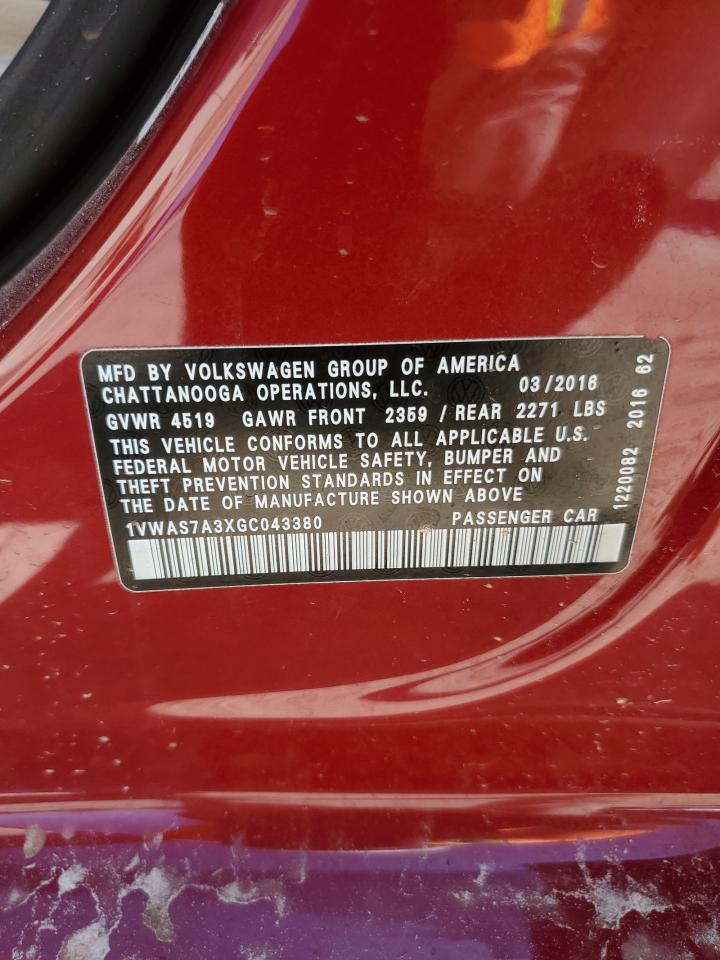 MFD BY VOLKSWAGEN GROUP OF AMERICA
CHATTANOOGA OPERATIONS, LLC. 03/2016
GVWR 4519 GAWR FRONT 2359 / REAR 2271 LBS
THIS VEHICLE CONFORMS TO ALL APPLICABLE U.S.
FEDERAL MOTOR VEHICLE SAFETY, BUMPER AND
THEFT PREVENTION STANDARDS IN EFFECT ON
THE DATE OF MANUFACTURE SHOWN ABOVE
1VWAS7A3XGC043380 PASSENGER CAR
1220082 2016 62